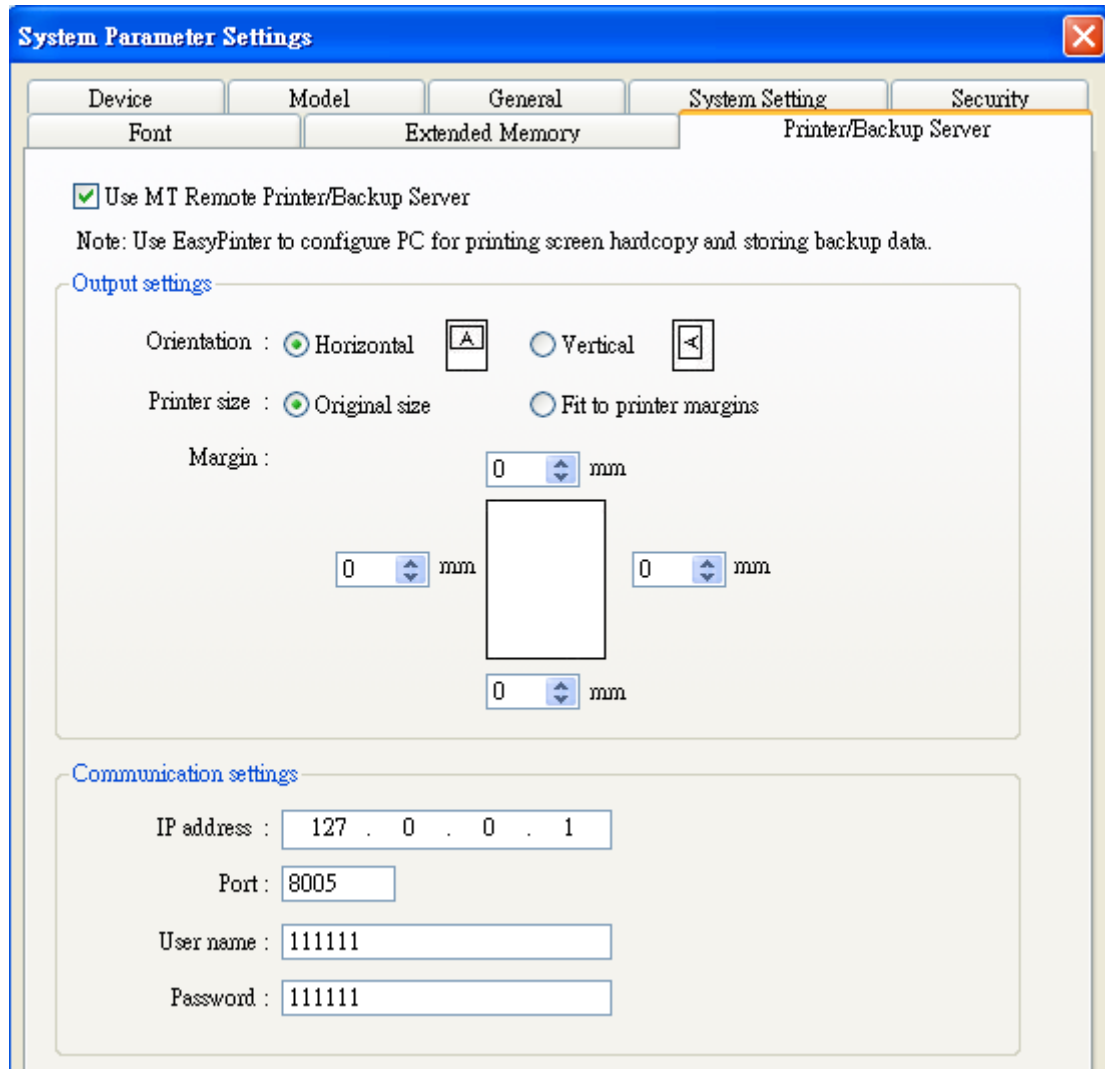 System Parameter Settings
Device Model General System Setting Security
Font Extended Memory Printer/Backup Server
Use MT Remote Printer/Backup Server
Note: Use EasyPinter to configure PC for printing screen hardcopy and storing backup data.
Output settings
Orientation : Horizontal A Vertical A
Printer size : Original size Fit to printer margins
Margin :
0 mm
0 mm 0 mm
0 mm
Communication settings
IP address : 127 . 0 . 0 . 1
Port : 8005
User name : 111111
Password : 111111